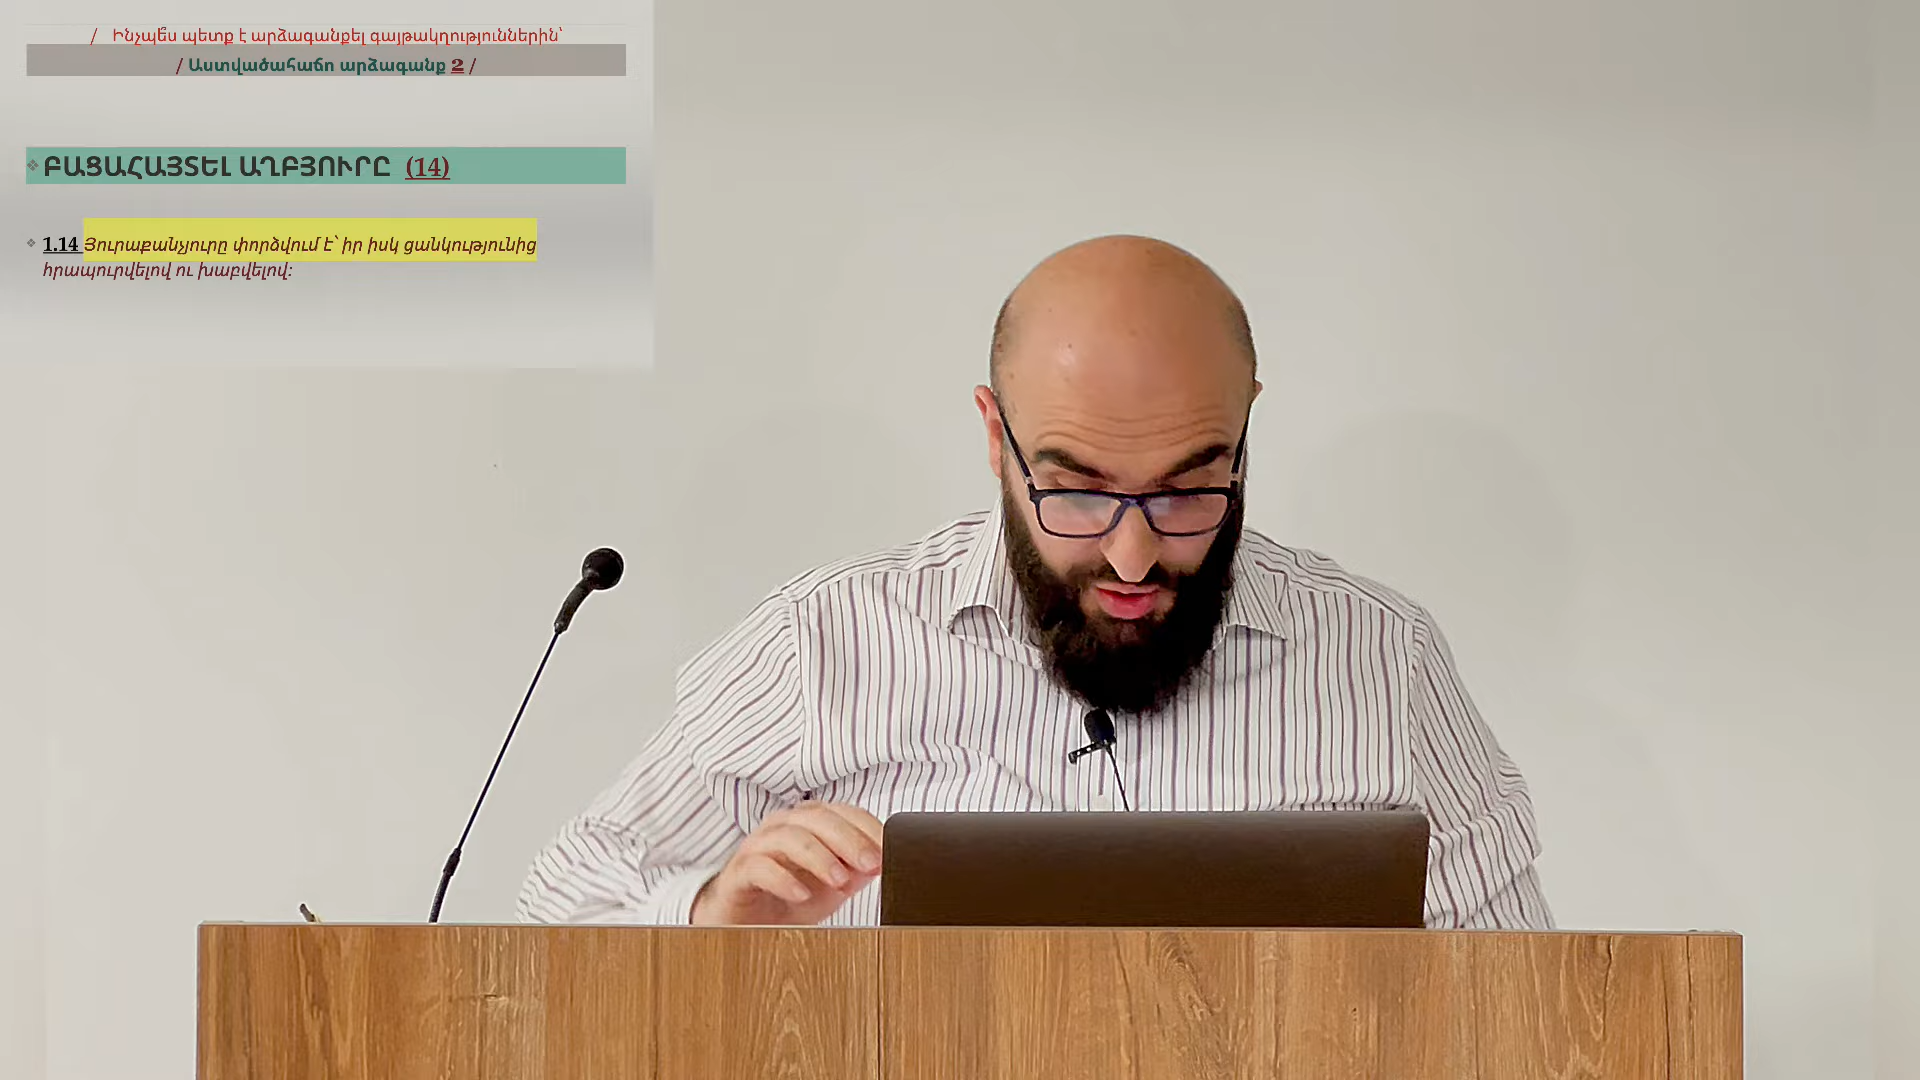 / Ինչպե՞ս պետք է արձագանքել գայթակղություններին՝
/ Աստվածահաճո արձագանք 2 /
ԲԱՑԱՀԱՅՏԵԼ ԱՂԲՅՈՒՐԸ (14)
1.14 Յուրաքանչյուրը փորձվում է՝ իր իսկ ցանկությունից
հրապուրվելով ու խաբվելով։